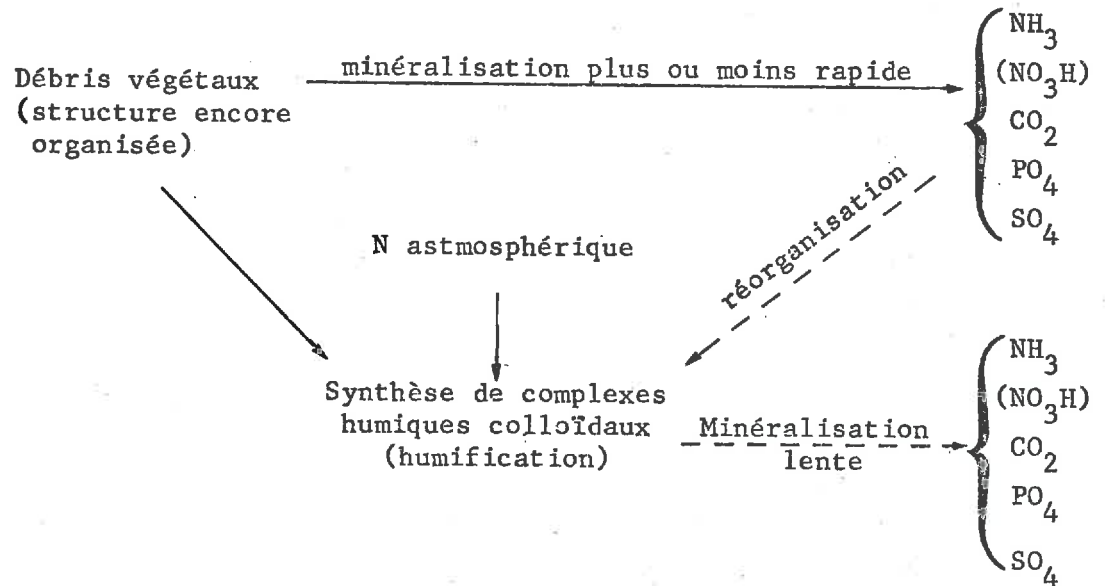 Débris végétaux
(structure encore
organisée)
minéralisation plus ou moins rapide
NH3
(NO3H)
CO2
PO4
SO4
réorganisation
N astmosphérique
Synthèse de complexes
humiques colloïdaux
(humification)
Minéralisation
lente
NH3
(NO3H)
CO2
PO4
SO4